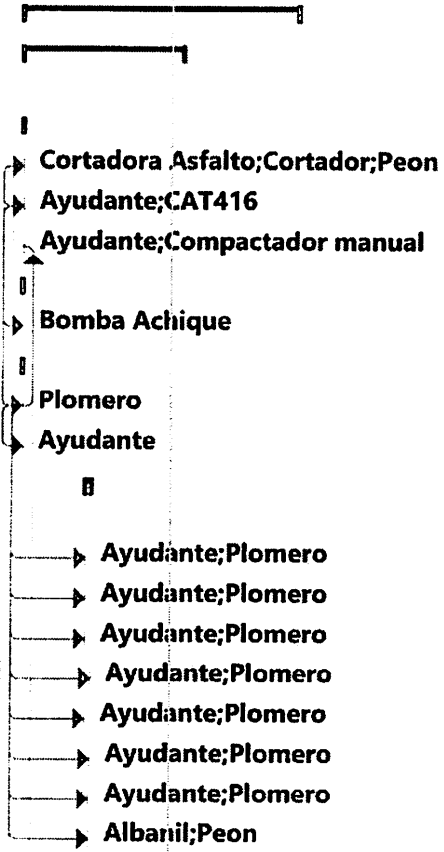 Cortadora Asfalto;Cortador;Peon
Ayudante;CAT416
Ayudante;Compactador manual
Bomba Achique
Plomero
Ayudante
Ayudante;Plomero
Ayudante;Plomero
Ayudante;Plomero
Ayudante;Plomero
Ayudante;Plomero
Ayudante;Plomero
Ayudante;Plomero
Albanil;Peon